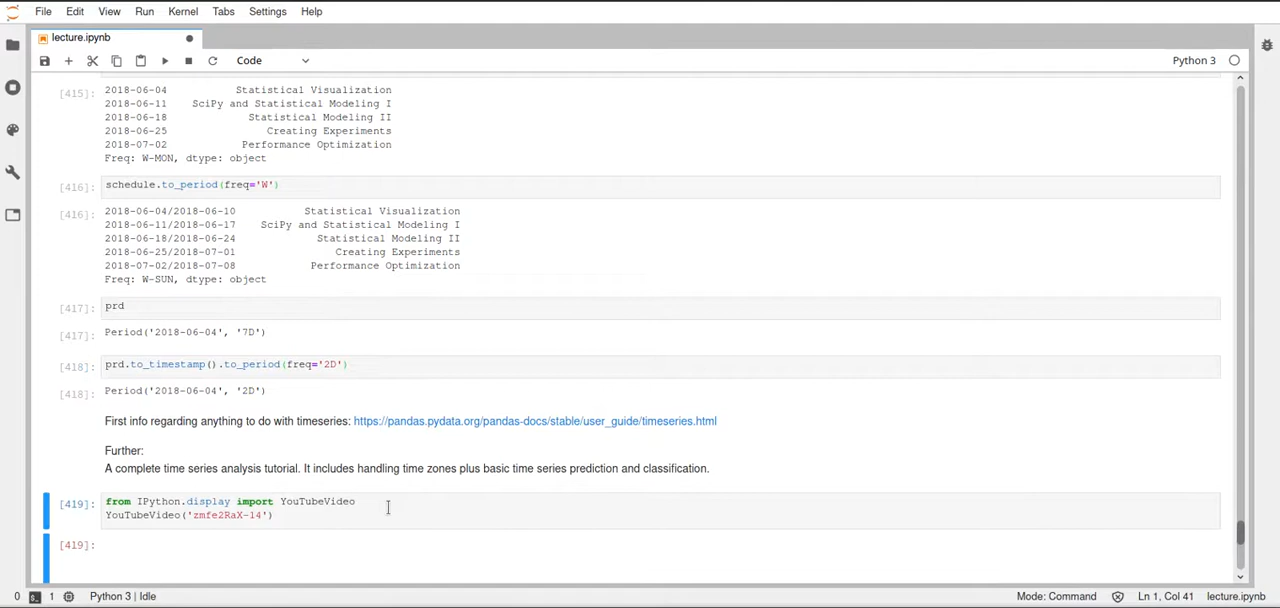 File Edit View Run Kernel Tabs Settings Help
lecture.ipynb
Code
Python 3
[415]:
2018-06-04 Statistical Visualization
2018-06-11 SciPy and Statistical Modeling I
2018-06-18 Statistical Modeling II
2018-06-25 Creating Experiments
2018-07-02 Performance Optimization
Freq: W-MON, dtype: object
[416]: schedule.to_period(freq='W')
[416]:
2018-06-04/2018-06-10 Statistical Visualization
2018-06-11/2018-06-17 SciPy and Statistical Modeling I
2018-06-18/2018-06-24 Statistical Modeling II
2018-06-25/2018-07-01 Creating Experiments
2018-07-02/2018-07-08 Performance Optimization
Freq: W-SUN, dtype: object
[417]: prd
[417]: Period('2018-06-04', '7D')
[418]: prd.to_timestamp().to_period(freq='2D')
[418]: Period('2018-06-04', '2D')
First info regarding anything to do with timeseries: https://pandas.pydata.org/pandas-docs/stable/user_guide/timeseries.html
Further:
A complete time series analysis tutorial. It includes handling time zones plus basic time series prediction and classification.
[419]: from IPython.display import YouTubeVideo
YouTubeVideo('zmfe2RaX-14')
[419]:
0 1 Python 3 | Idle Mode: Command Ln 1, Col 41 lecture.ipynb